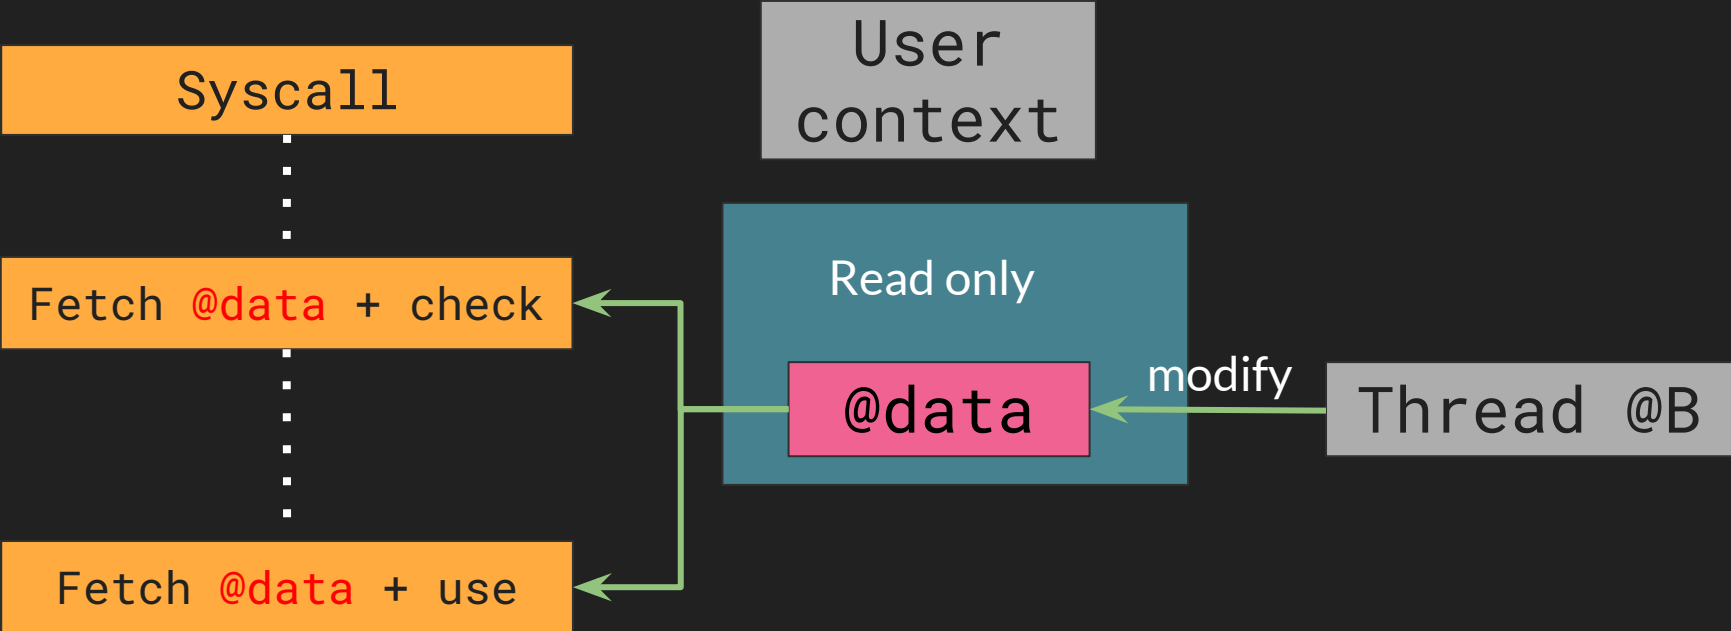 Syscall
User
context
Fetch @data + check
Read only
@data
modify
Thread @B
Fetch @data + use